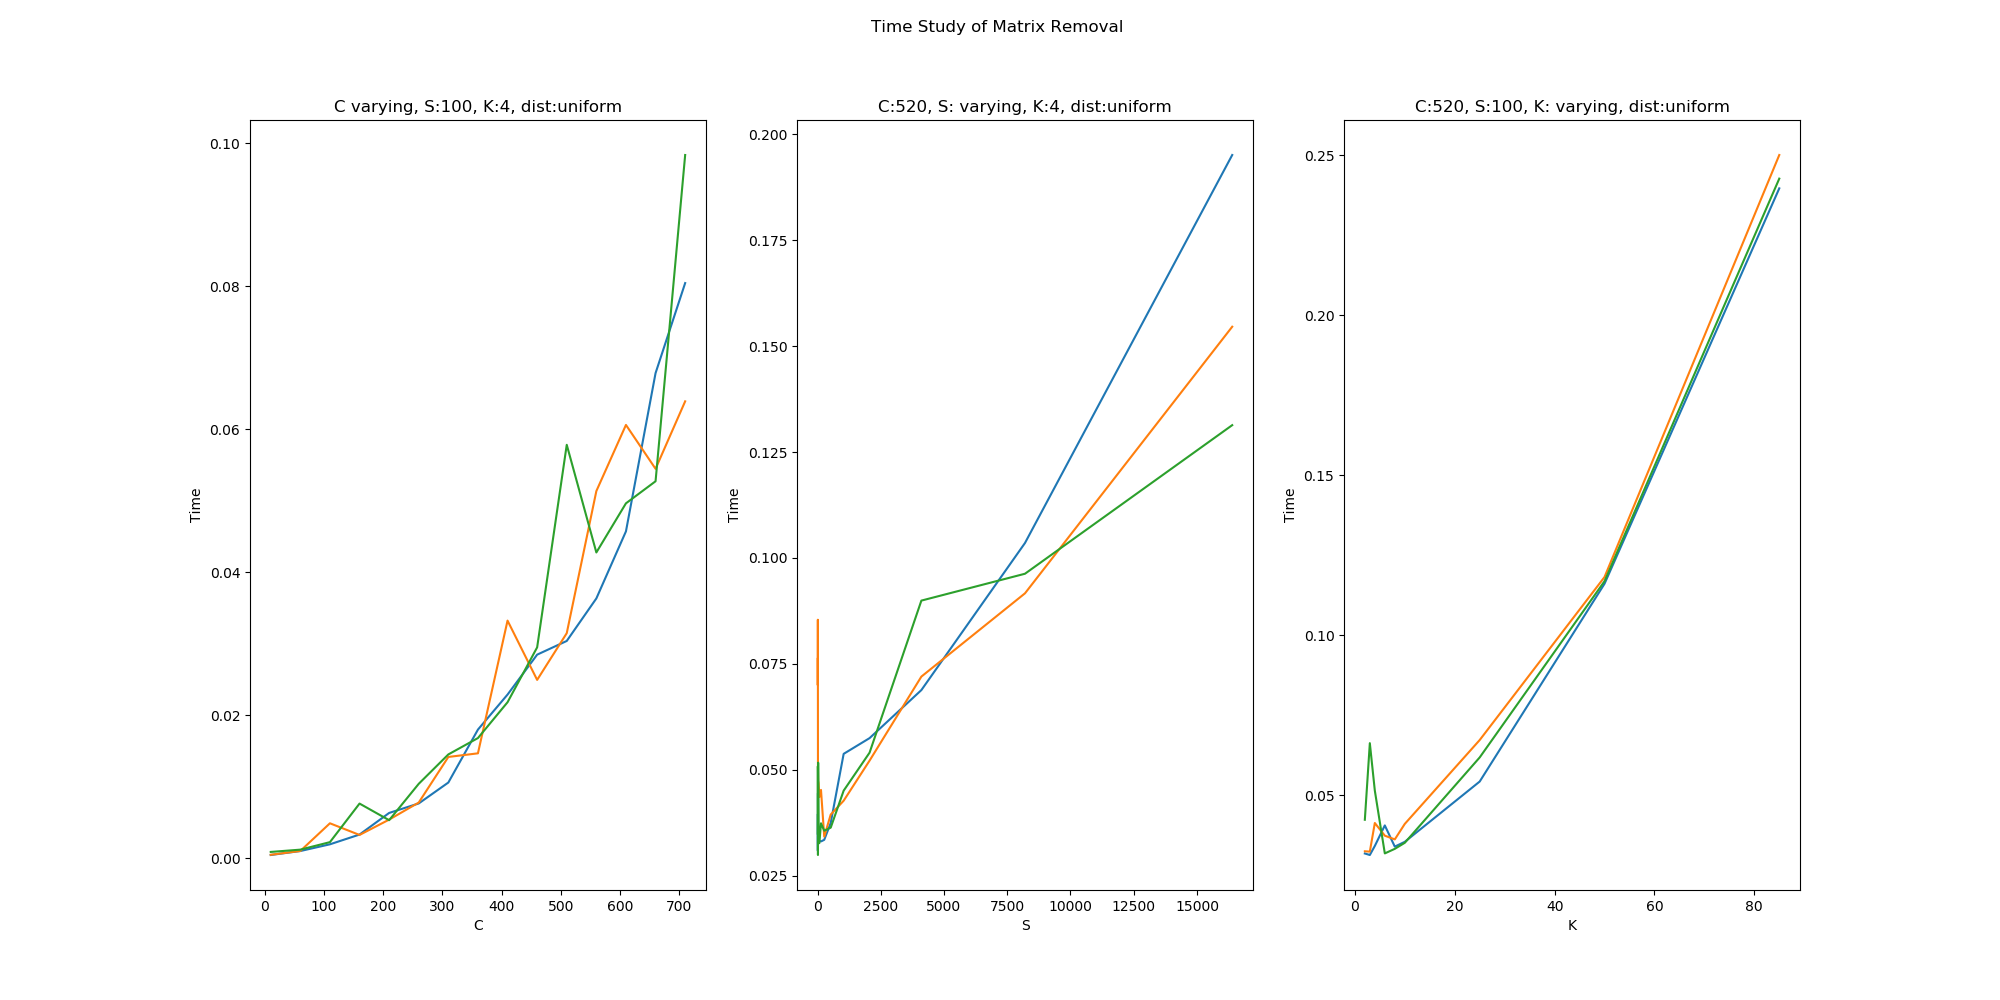 Time Study of Matrix Removal
C varying, S:100, K:4, dist:uniform
0.10
0.08
0.06
0.04
0.02
0.00
Time
0 100 200 300 400 500 600 700
C
C:520, S: varying, K:4, dist:uniform
0.200
0.175
0.150
0.125
0.100
0.075
0.050
0.025
Time
0 2500 5000 7500 10000 12500 15000
S
C:520, S:100, K: varying, dist:uniform
0.25
0.20
0.15
0.10
0.05
Time
0 20 40 60 80
K